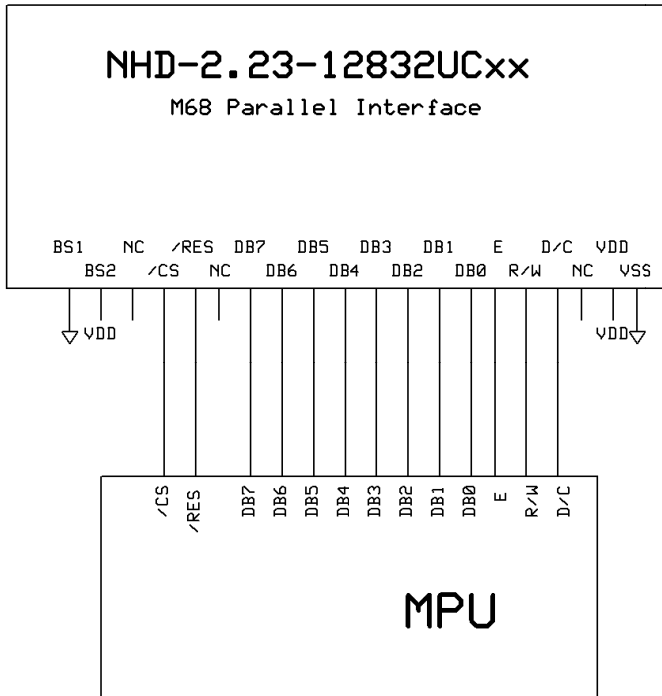 NHD-2.23-12832UCxx
M68 Parallel Interface
BS1 NC /RES DB7 DB5 DB3 DB1 E D/C VDD
BS2 /CS NC DB6 DB4 DB2 DB0 R/W NC VSS
VDD VDD
/CS /RES DB7 DB6 DB5 DB4 DB3 DB2 DB1 DB0 E R/W D/C
MPU